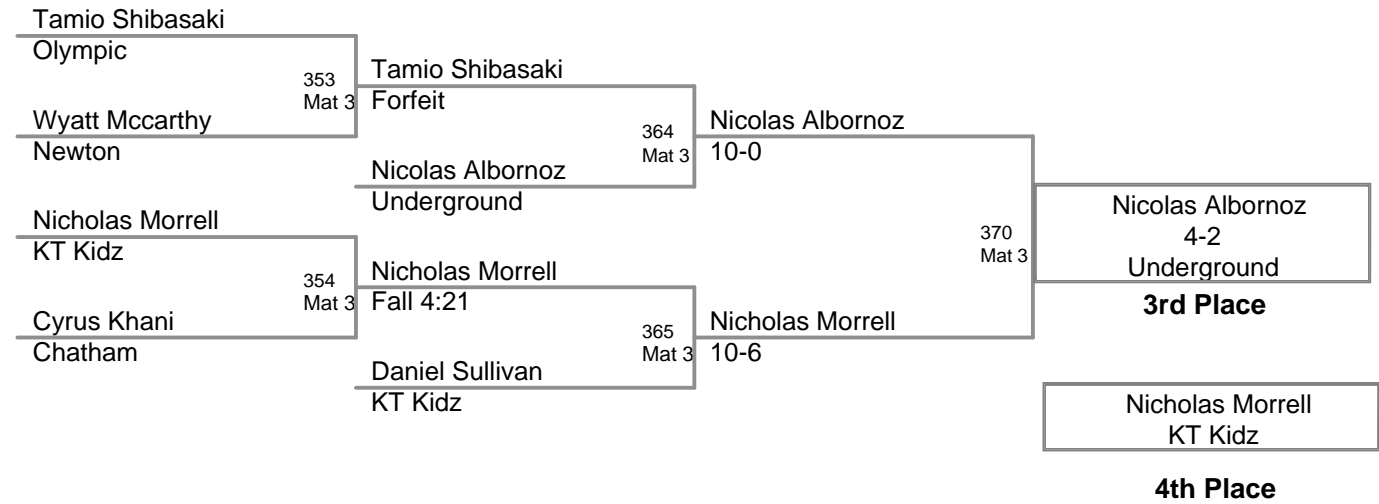 Tamio Shibasaki
Olympic
353
Mat 3
Wyatt Mccarthy
Newton
Tamio Shibasaki
Forfeit
364
Mat 3
Nicolas Albornoz
Underground
Nicholas Morrell
KT Kidz
354
Mat 3
Cyrus Khani
Chatham
Nicholas Morrell
Fall 4:21
365
Mat 3
Daniel Sullivan
KT Kidz
Nicolas Albornoz
10-0
370
Mat 3
Nicholas Morrell
10-6
Nicolas Albornoz
4-2
Underground
3rd Place
Nicholas Morrell
KT Kidz
4th Place